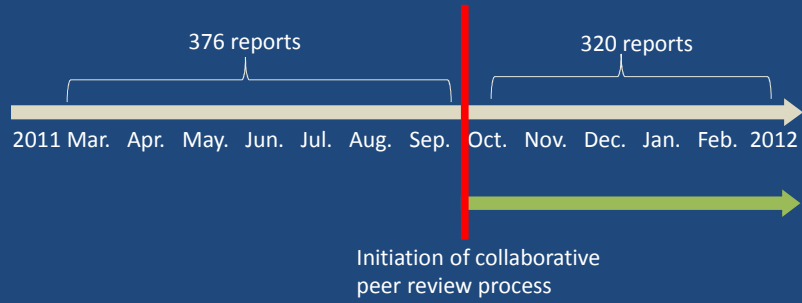 376 reports
320 reports
2011 Mar. Apr. May. Jun. Jul. Aug. Sep. Oct. Nov. Dec. Jan. Feb. 2012
Initiation of collaborative
peer review process